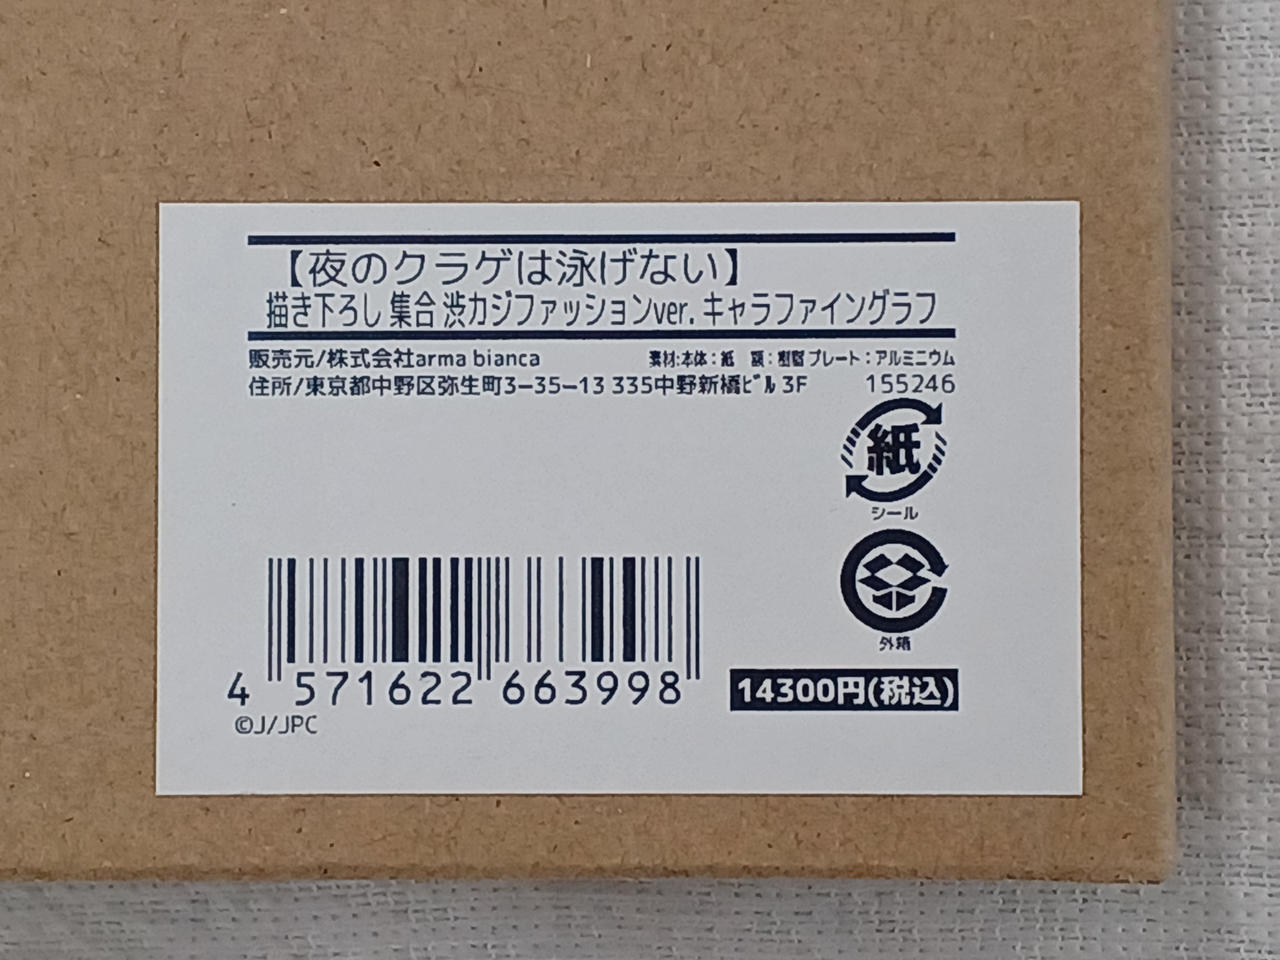 【夜のクラゲは泳げない】
描き下ろし 集合 渋カジファッションver. キャラファイングラフ
販売元/株式会社arma bianca 素材:本体：紙 額：樹脂 プレート：アルミニウム
住所/東京都中野区弥生町3-35-13 335中野新橋ﾋﾞﾙ 3F 155246
紙
シール
外箱
4 571622 663998
14300円(税込)
©J/JPC